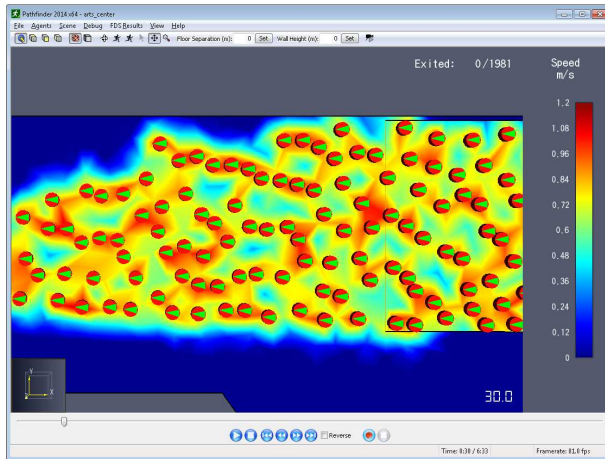 Pathfinder 2014 x64 - arts_center
File Agents Scene Debug FDS Results View Help
Floor Separation (m): 0 Set Wall Height (m): 0 Set
Exited: 0/1981
Speed
m/s
1.2
1.08
0.96
0.84
0.72
0.6
0.48
0.36
0.24
0.12
0
Y
X
30.0
Reverse
Time: 0:30 / 6:33 Framerate: 81.8 fps